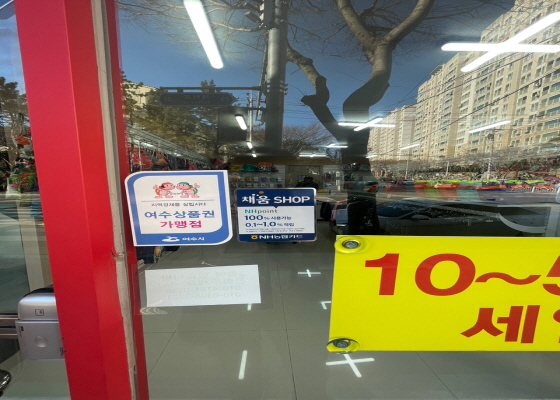 지역경제를 살립시다
여수상품권
가맹점
여수시
채움 SHOP
NHpoint
100% 사용가능
0.1~1.0% 적립
NH농협카드
10~5
세일